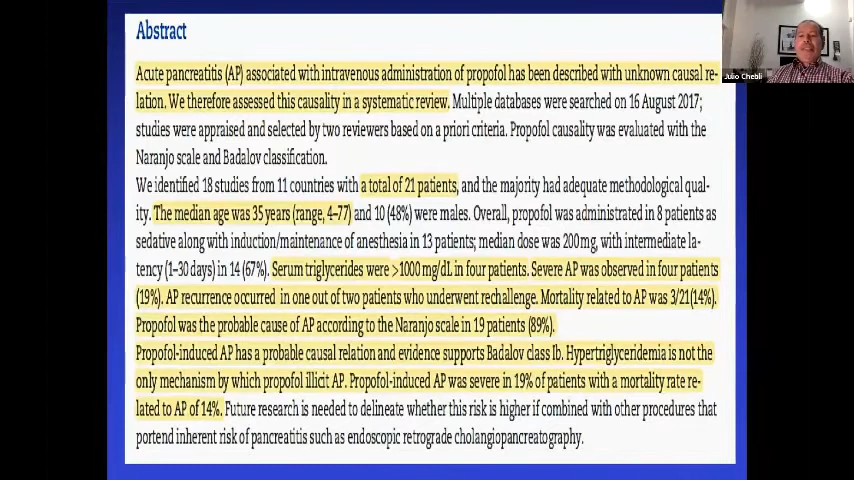 Abstract
Acute pancreatitis (AP) associated with intravenous administration of propofol has been described with unknown causal re-
lation. We therefore assessed this causality in a systematic review. Multiple databases were searched on 16 August 2017;
studies were appraised and selected by two reviewers based on a priori criteria. Propofol causality was evaluated with the
Naranjo scale and Badalov classification.
We identified 18 studies from 11 countries with a total of 21 patients, and the majority had adequate methodological qual-
ity. The median age was 35 years (range, 4–77) and 10 (48%) were males. Overall, propofol was administrated in 8 patients as
sedative along with induction/maintenance of anesthesia in 13 patients; median dose was 200 mg, with intermediate la-
tency (1–30 days) in 14 (67%). Serum triglycerides were >1000 mg/dL in four patients. Severe AP was observed in four patients
(19%). AP recurrence occurred in one out of two patients who underwent rechallenge. Mortality related to AP was 3/21(14%).
Propofol was the probable cause of AP according to the Naranjo scale in 19 patients (89%).
Propofol-induced AP has a probable causal relation and evidence supports Badalov class Ib. Hypertriglyceridemia is not the
only mechanism by which propofol illicit AP. Propofol-induced AP was severe in 19% of patients with a mortality rate re-
lated to AP of 14%. Future research is needed to delineate whether this risk is higher if combined with other procedures that
portend inherent risk of pancreatitis such as endoscopic retrograde cholangiopancreatography.
Julio Chebli